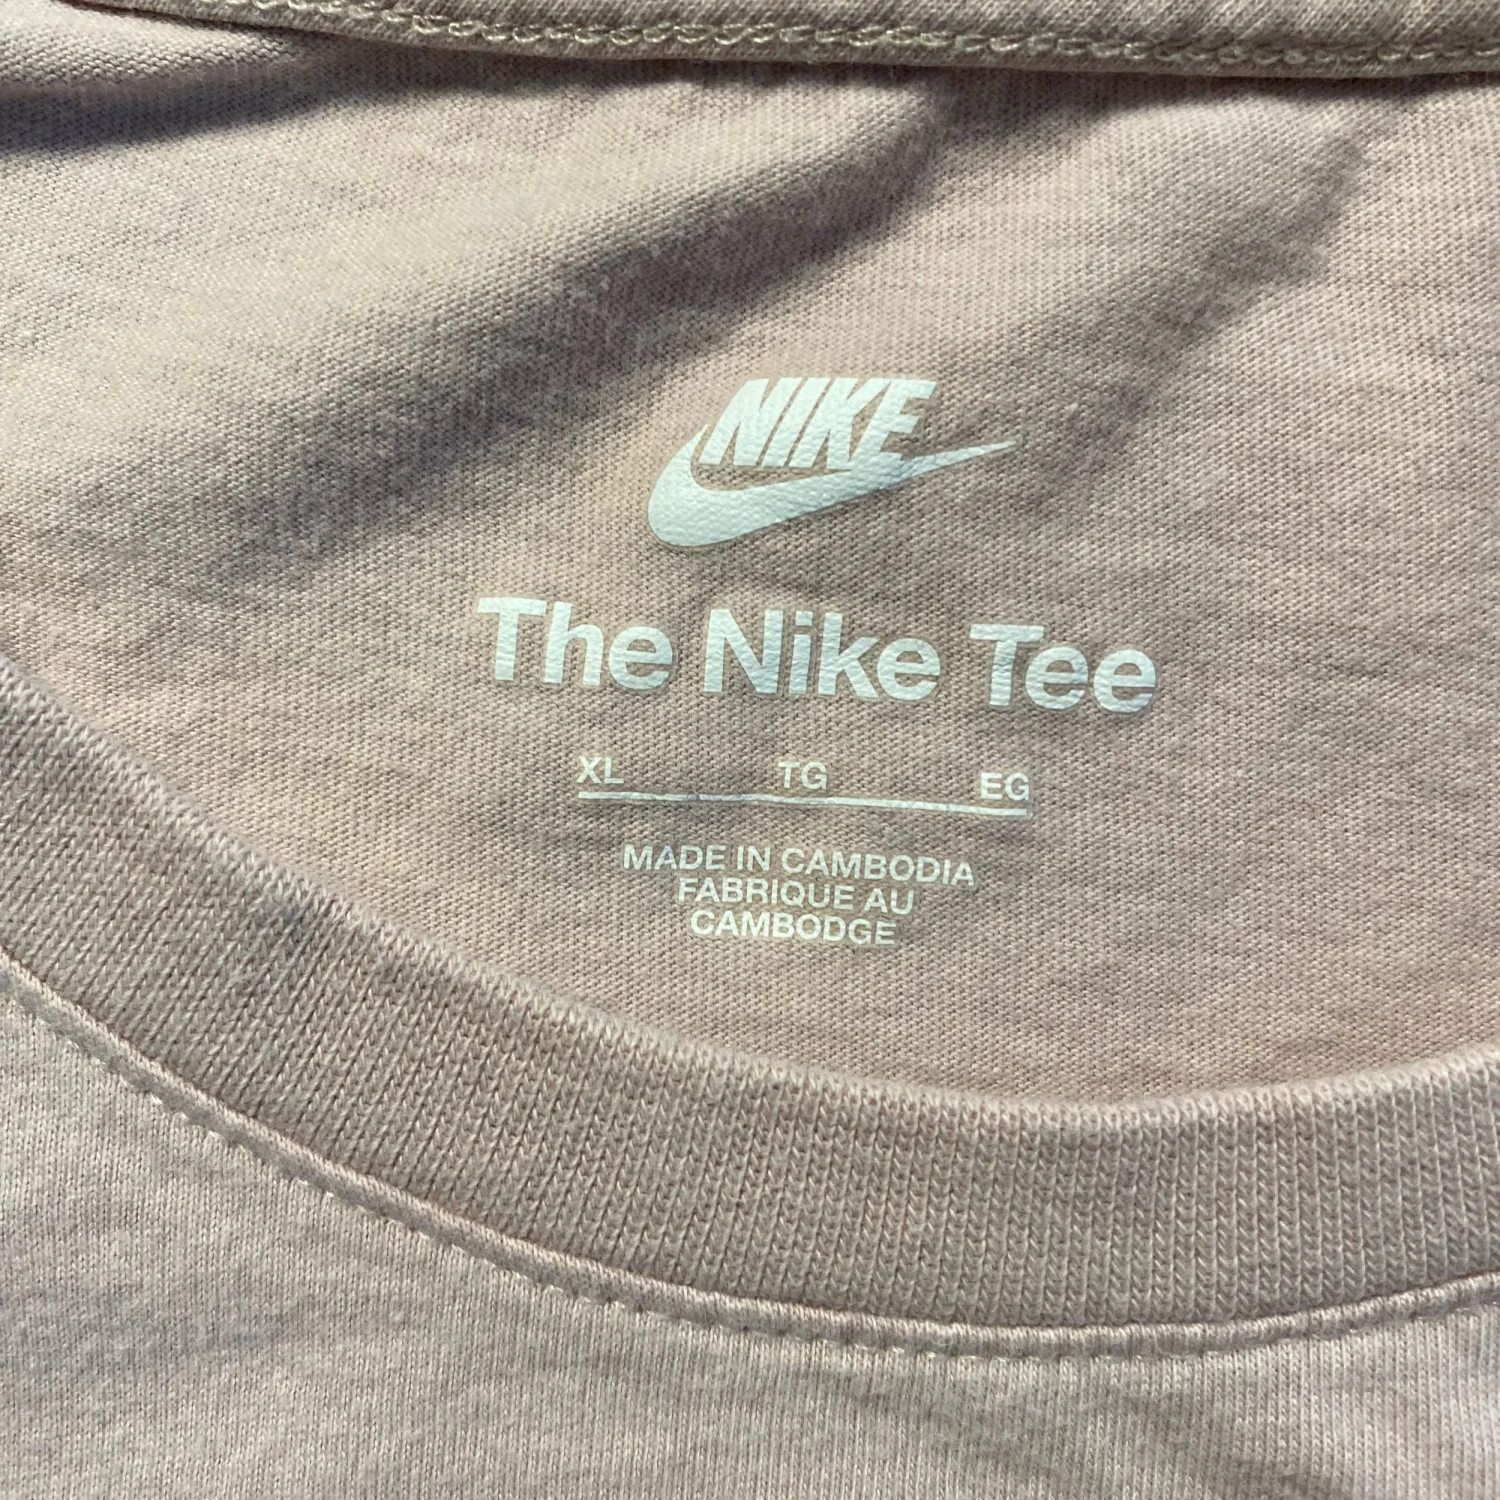 NIKE
The Nike Tee
XL TG EG
MADE IN CAMBODIA
FABRIQUE AU
CAMBODGE